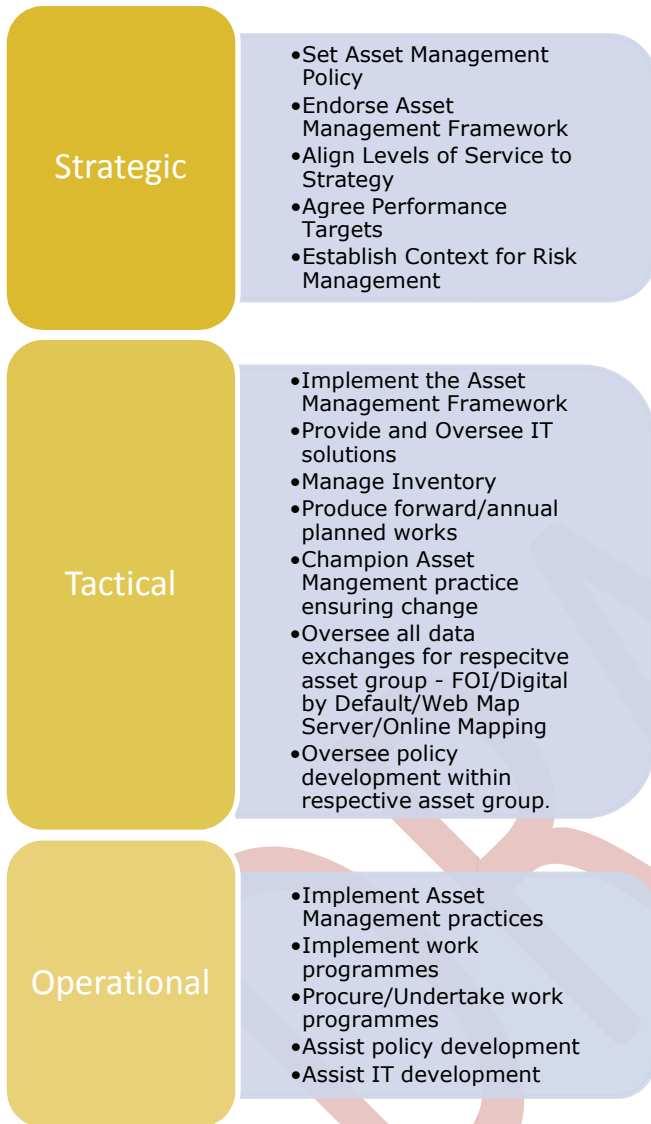 Strategic
•Set Asset Management
Policy
•Endorse Asset
Management Framework
•Align Levels of Service to
Strategy
•Agree Performance
Targets
•Establish Context for Risk
Management
Tactical
•Implement the Asset
Management Framework
•Provide and Oversee IT
solutions
•Manage Inventory
•Produce forward/annual
planned works
•Champion Asset
Mangement practice
ensuring change
•Oversee all data
exchanges for respecitve
asset group - FOI/Digital
by Default/Web Map
Server/Online Mapping
•Oversee policy
development within
respective asset group.
Operational
•Implement Asset
Management practices
•Implement work
programmes
•Procure/Undertake work
programmes
•Assist policy development
•Assist IT development